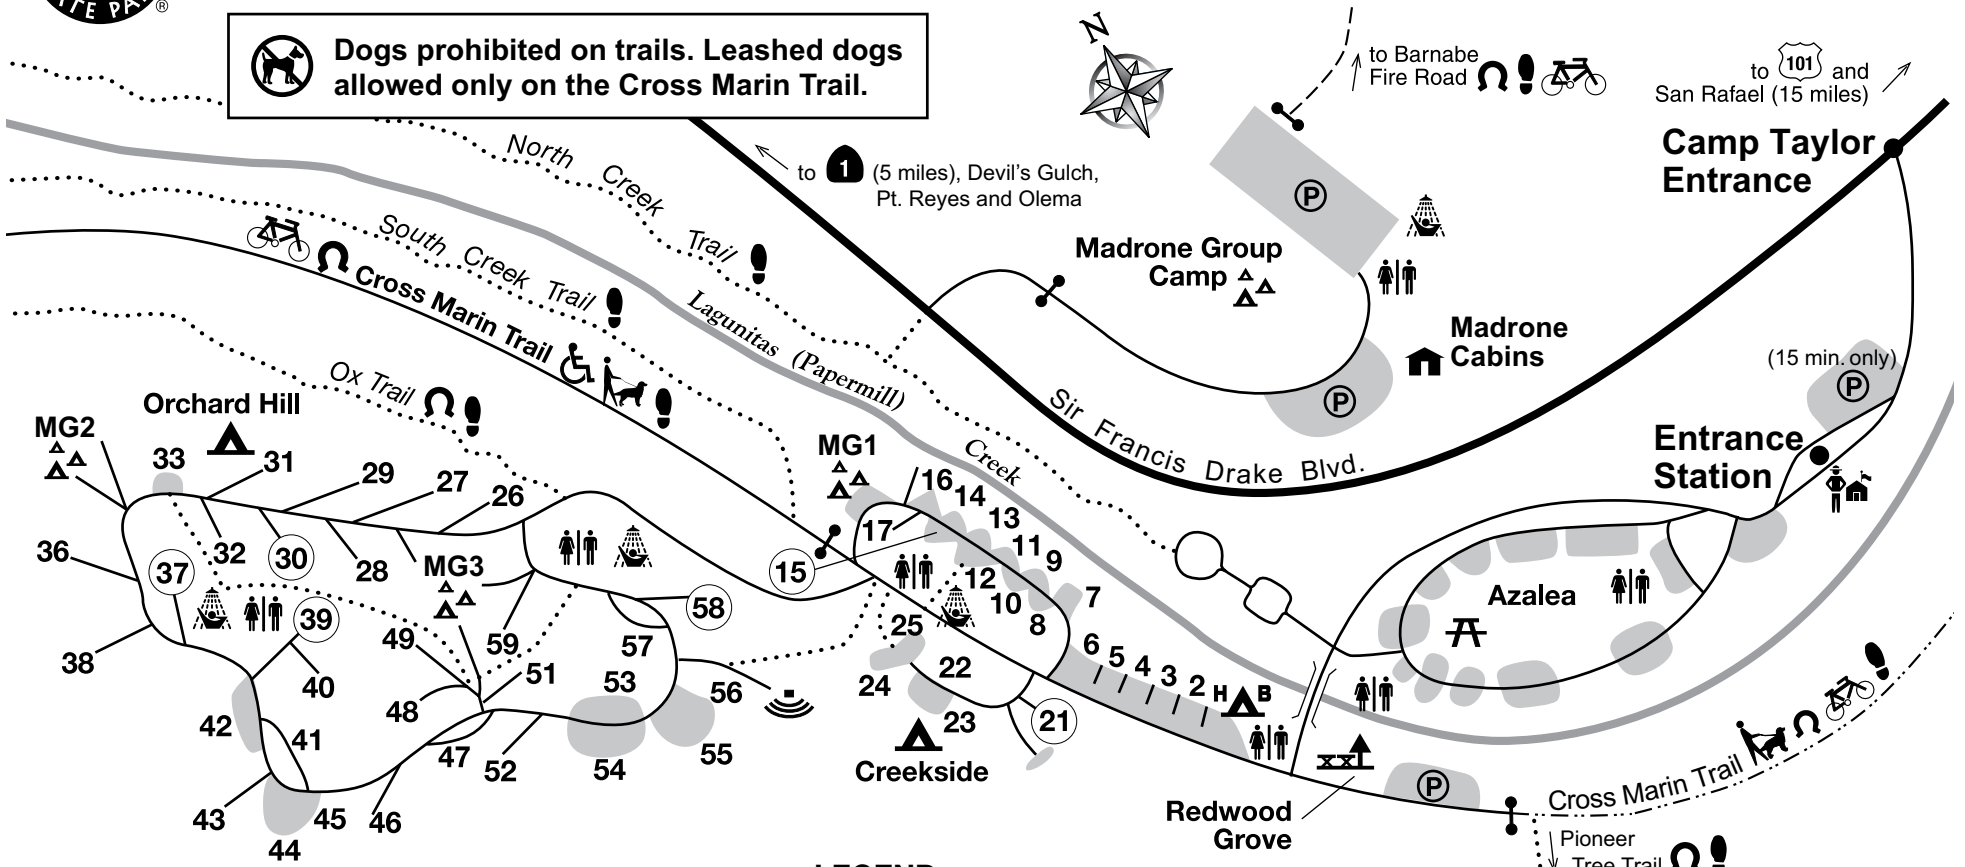 ®
Dogs prohibited on trails. Leashed dogs
allowed only on the Cross Marin Trail.
N
to Barnabe
Fire Road
to 101 and
San Rafael (15 miles)
Camp Taylor
Entrance
to 1 (5 miles), Devil's Gulch,
Pt. Reyes and Olema
North Creek Trail
South Creek Trail
Cross Marin Trail
Lagunitas (Papermill) Creek
Ox Trail
Madrone Group
Camp
P
Madrone
Cabins
P
(15 min. only)
P
Sir Francis Drake Blvd.
Entrance
Station
Orchard Hill
MG2
33
31
29
27
26
36
37
32
30
28
MG3
38
39
40
49
59
51
58
57
53
56
48
42
41
47
52
54
55
43
45
46
44
MG1
16
14
13
11
9
7
17
15
12
10
8
25
6
5
4
3
2
H B
24
22
23
21
Creekside
Azalea
Redwood
Grove
P
Cross Marin Trail
Pioneer
Tree Trail